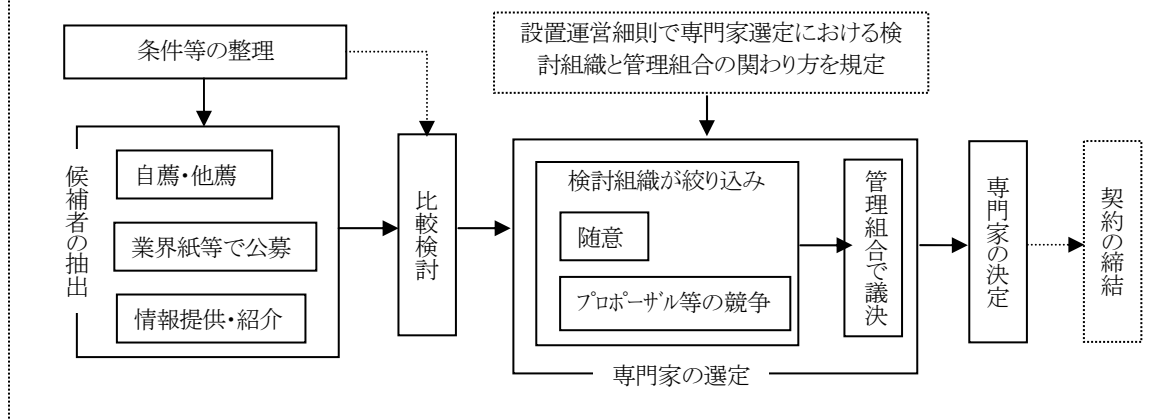 条件等の整理
設置運営細則で専門家選定における検
討組織と管理組合の関わり方を規定
候補者の抽出
自薦・他薦
業界紙等で公募
情報提供・紹介
比較検討
検討組織が絞り込み
随意
ﾌﾟﾛﾎﾟｰｻﾞﾙ等の競争
管理組合で議決
専門家の選定
専門家の決定
契約の締結